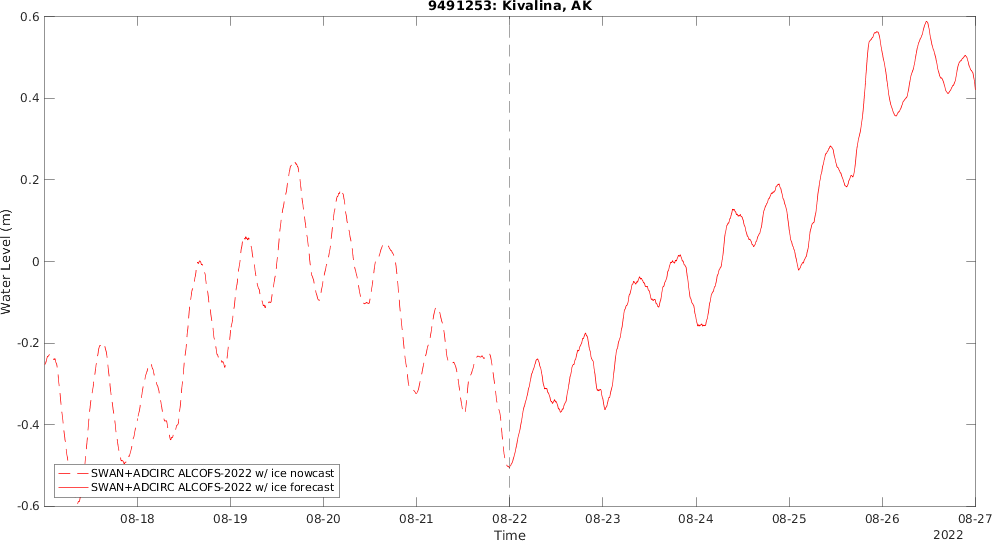 9491253: Kivalina, AK
0.6
0.4
0.2
0
-0.2
-0.4
-0.6
Water Level (m)
SWAN+ADCIRC ALCOFS-2022 w/ ice nowcast
SWAN+ADCIRC ALCOFS-2022 w/ ice forecast
08-18 08-19 08-20 08-21 08-22 08-23 08-24 08-25 08-26 08-27
Time
2022